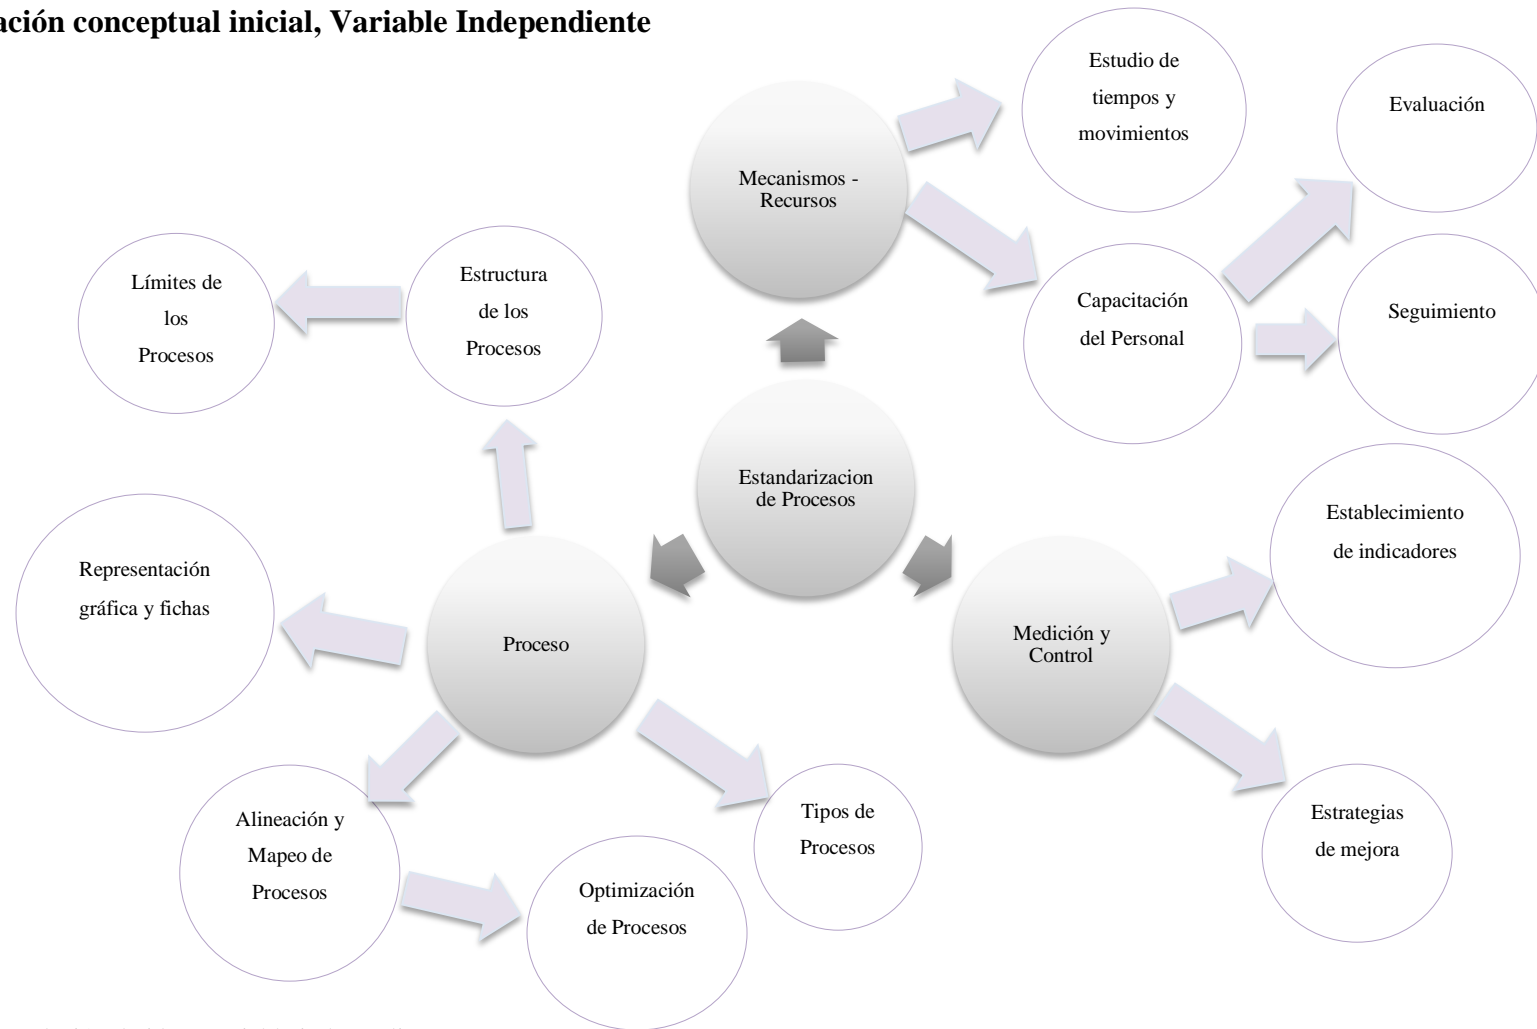 ación conceptual inicial, Variable Independiente
Estudio de
tiempos y
movimientos
Evaluación
Mecanismos -
Recursos
Límites de
los
Procesos
Estructura
de los
Procesos
Capacitación
del Personal
Seguimiento
Estandarizacion
de Procesos
Establecimiento
de indicadores
Representación
gráfica y fichas
Proceso
Medición y
Control
Alineación y
Mapeo de
Procesos
Optimización
de Procesos
Tipos de
Procesos
Estrategias
de mejora